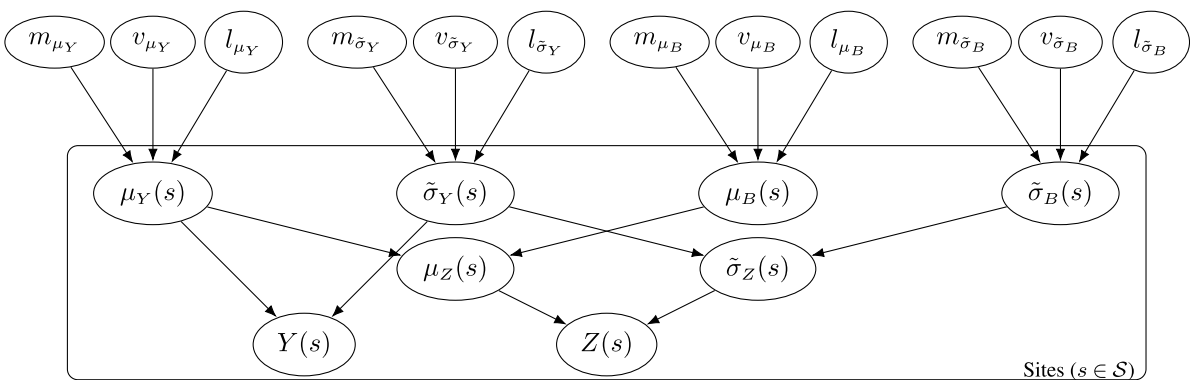 m_{μ_Y} v_{μ_Y} l_{μ_Y} m_{σ̃_Y} v_{σ̃_Y} l_{σ̃_Y} m_{μ_B} v_{μ_B} l_{μ_B} m_{σ̃_B} v_{σ̃_B} l_{σ̃_B}
μ_Y(s) σ̃_Y(s) μ_B(s) σ̃_B(s)
μ_Z(s) σ̃_Z(s)
Y(s) Z(s)
Sites (s ∈ 𝒮)